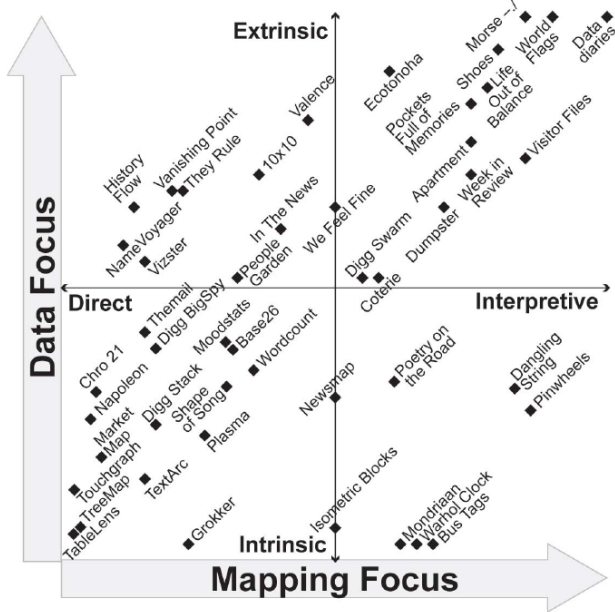 Extrinsic
Morse –./
World
Flags
Data
diaries
Shoes
Life
Out of
Balance
Ecotonoha
Pockets
Full of
Memories
Valence
Visitor Files
Apartment
Week in
Review
Vanishing Point
They Rule
10x10
History
Flow
In The News
We Feel Fine
Dumpster
NameVoyager
Vizster
People
Garden
Digg Swarm
Coterie
Direct
Interpretive
Themail
Digg BigSpy
Moodstats
Base26
Wordcount
Chro 21
Napoleon
Market
Map
Digg Stack
Shape
of Song
Plasma
Newsmap
Poetry on
the Road
Dangling
String
Pinwheels
Touchgraph
TreeMap
TableLens
TextArc
Grokker
Isometric Blocks
Mondriaan
Warhol Clock
Bus Tags
Intrinsic
Data Focus
Mapping Focus